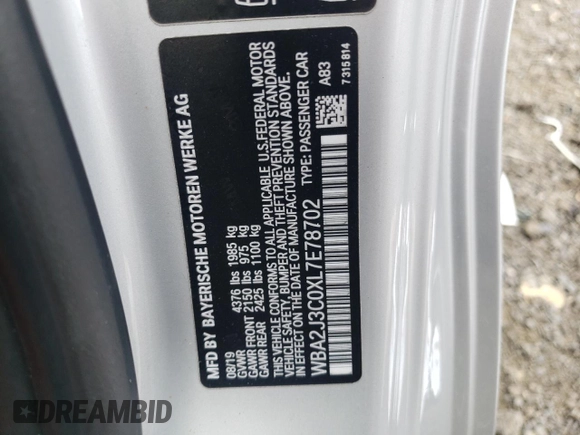 MFD BY BAYERISCHE MOTOREN WERKE AG
08/19
GVWR 4376 lbs 1985 kg
GAWR FRONT 2150 lbs 975 kg
GAWR REAR 2425 lbs 1100 kg
THIS VEHICLE CONFORMS TO ALL APPLICABLE U.S.FEDERAL MOTOR
VEHICLE SAFETY, BUMPER AND THEFT PREVENTION STANDARDS
IN EFFECT ON THE DATE OF MANUFACTURE SHOWN ABOVE.
TYPE: PASSENGER CAR
WBA2J3C0XL7E78702
A83
7315814
DREAMBID